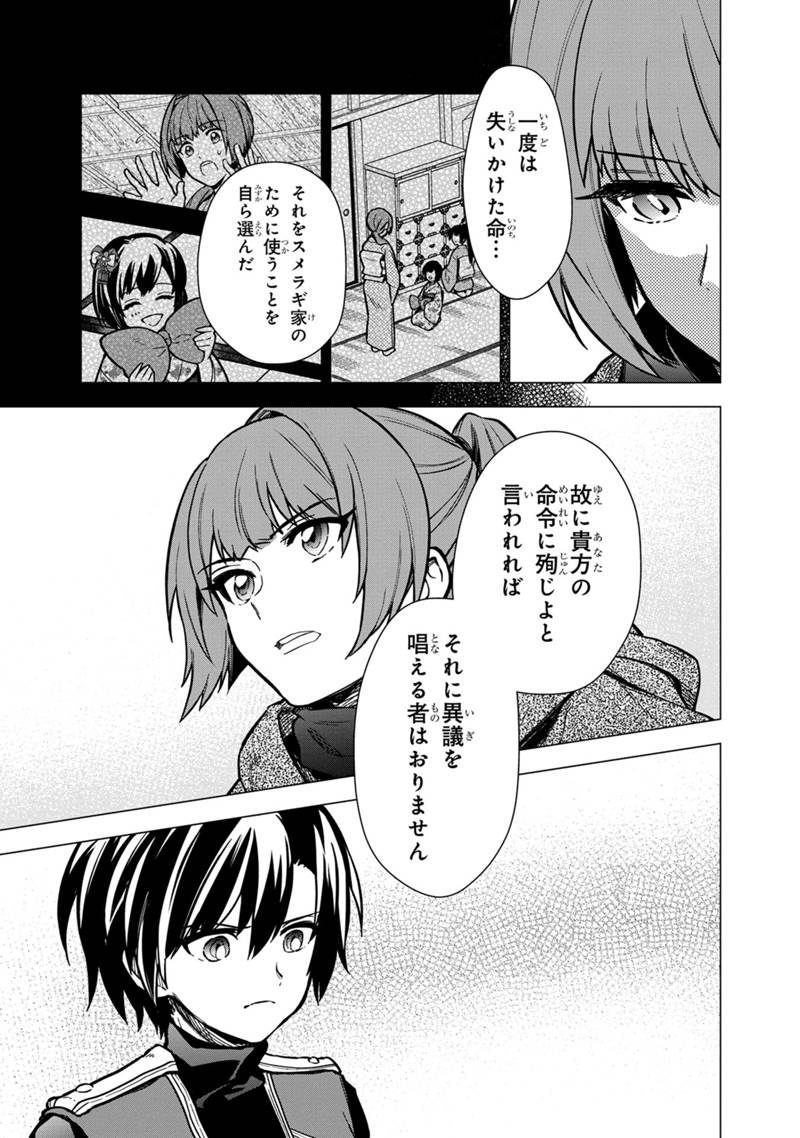 一度は
失いかけた命…
それをスメラギ家の
ために使うことを
自ら選んだ
故に貴方の
命令に殉じよと
言われれば
それに異議を
唱える者はおりません